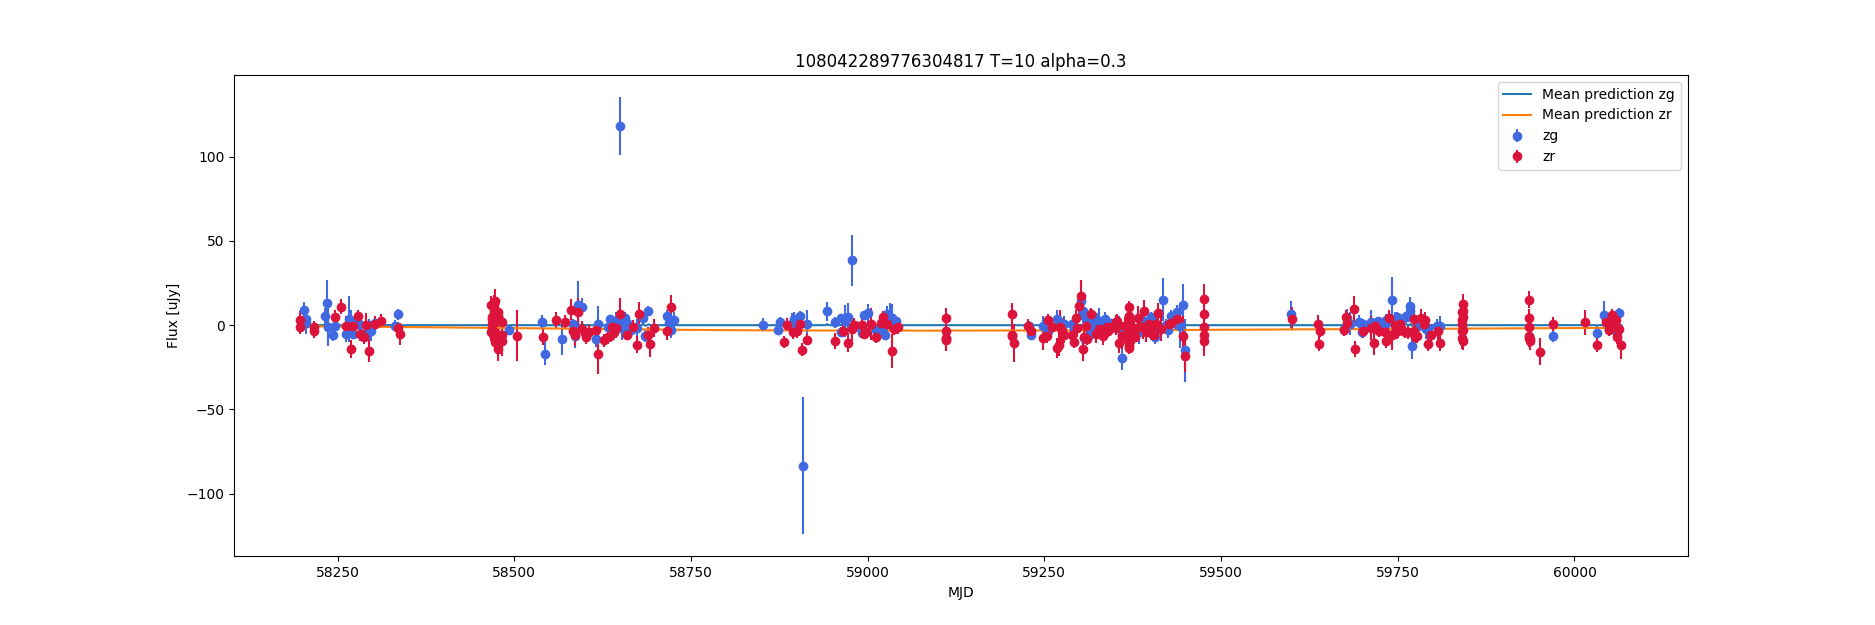 108042289776304817 T=10 alpha=0.3
Mean prediction zg
Mean prediction zr
zg
zr
Flux [uJy]
100
50
0
−50
−100
58250 58500 58750 59000 59250 59500 59750 60000
MJD